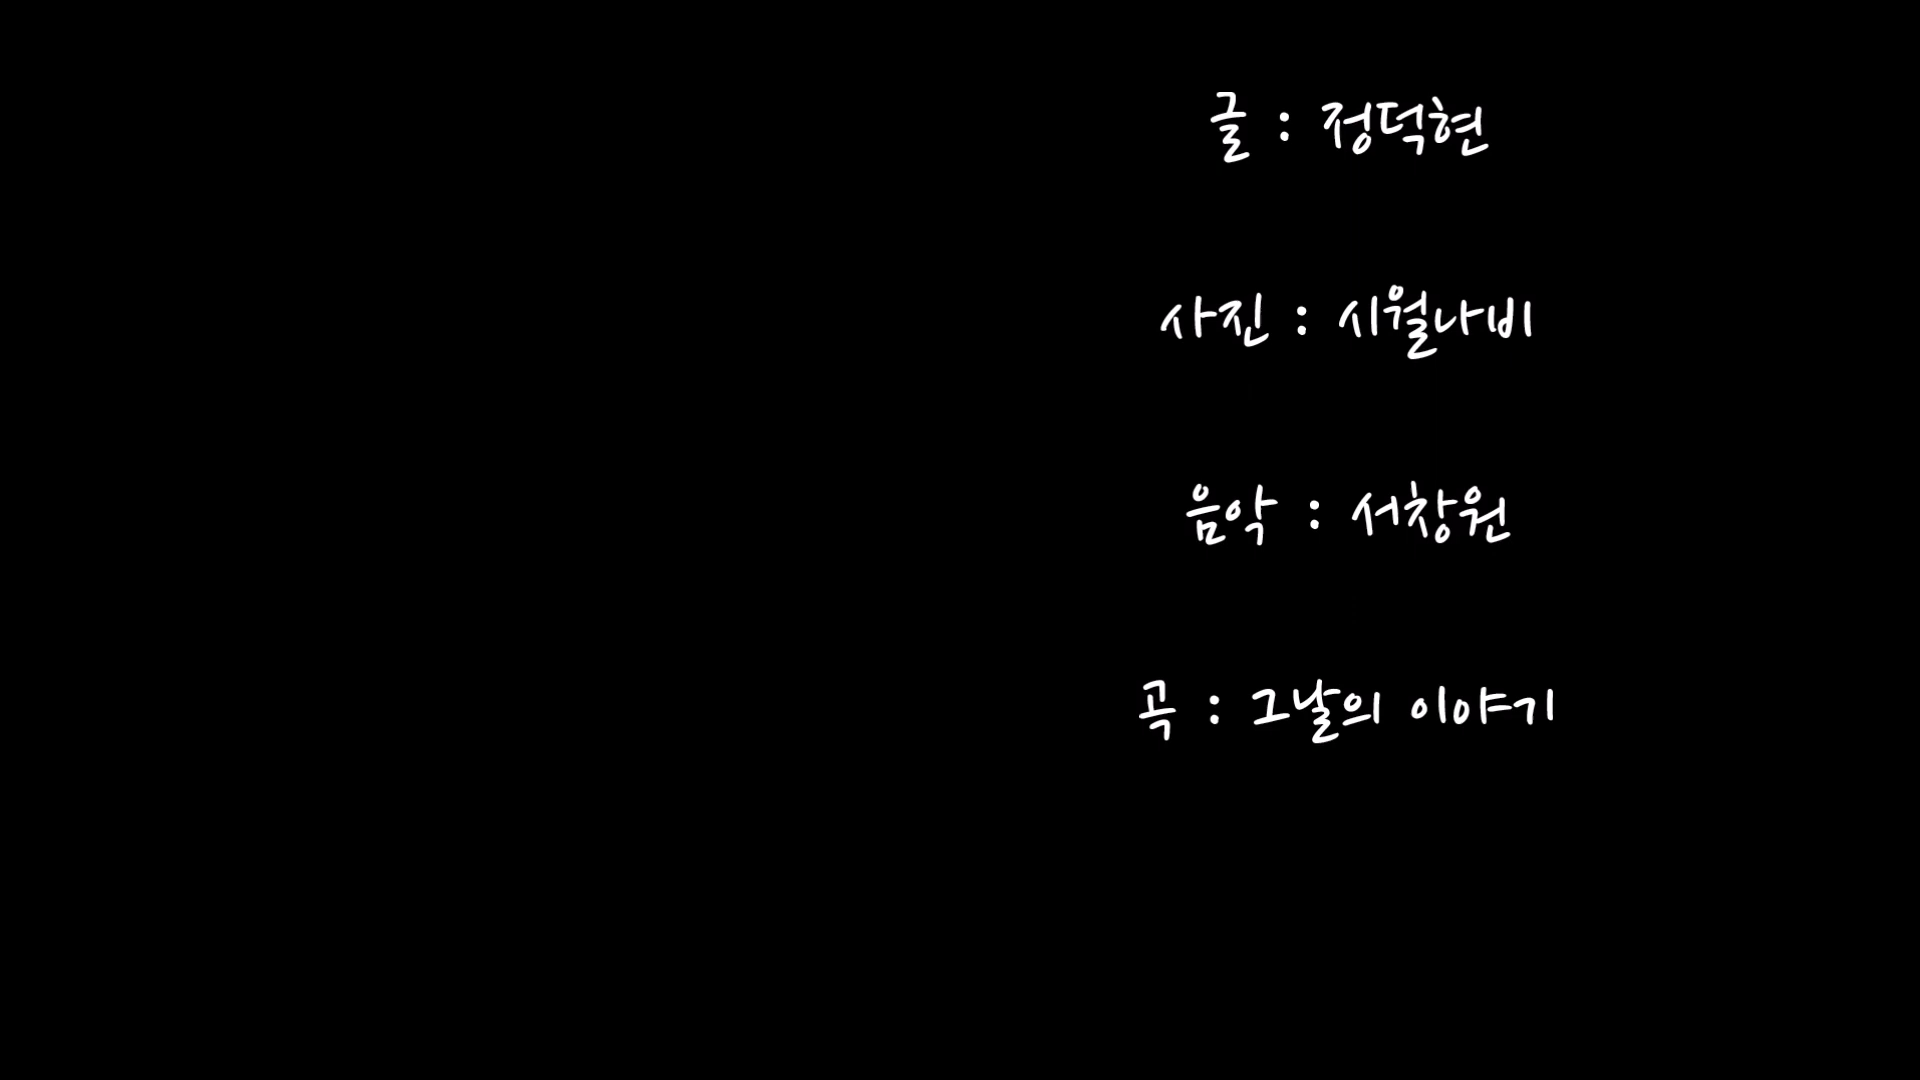 글 : 정덕현
사진 : 시월나비
음악 : 서창원
곡 : 그날의 이야기